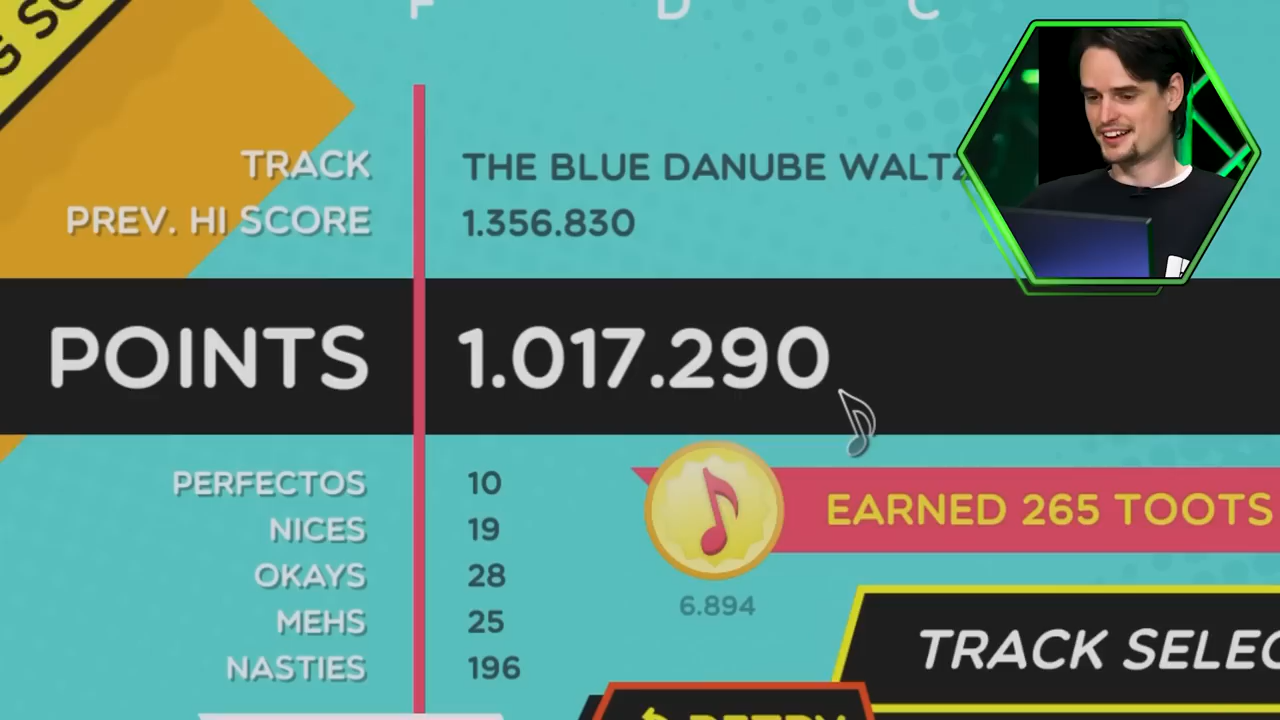 F D C
TRACK THE BLUE DANUBE WALTZ
PREV. HI SCORE 1.356.830
POINTS 1.017.290
PERFECTOS 10
NICES 19
OKAYS 28
MEHS 25
NASTIES 196
EARNED 265 TOOTS
6.894
TRACK SELEC
RETRY